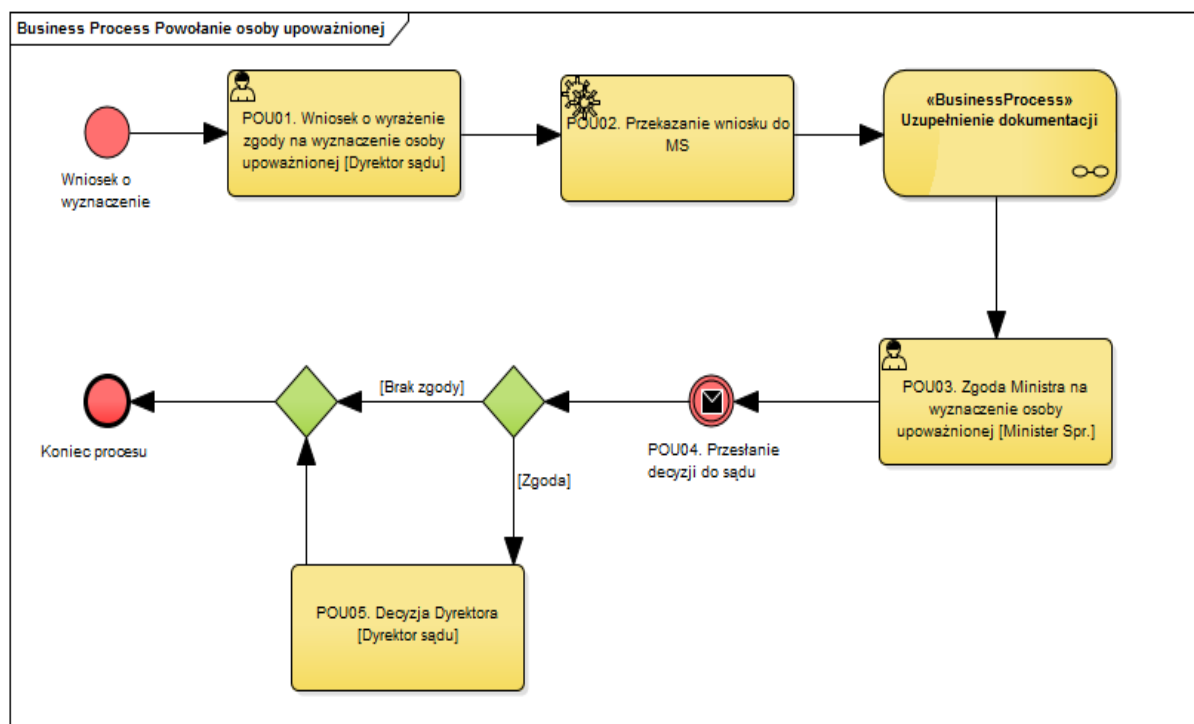 Business Process Powołanie osoby upoważnionej
POU01. Wniosek o wyrażenie
zgody na wyznaczenie osoby
upoważnionej [Dyrektor sądu]
POU02. Przekazanie wniosku do
MS
«BusinessProcess»
Uzupełnienie dokumentacji
Wniosek o
wyznaczenie
POU03. Zgoda Ministra na
wyznaczenie osoby
upoważnionej [Minister Spr.]
[Brak zgody]
Koniec procesu
POU04. Przesłanie
decyzji do sądu
[Zgoda]
POU05. Decyzja Dyrektora
[Dyrektor sądu]